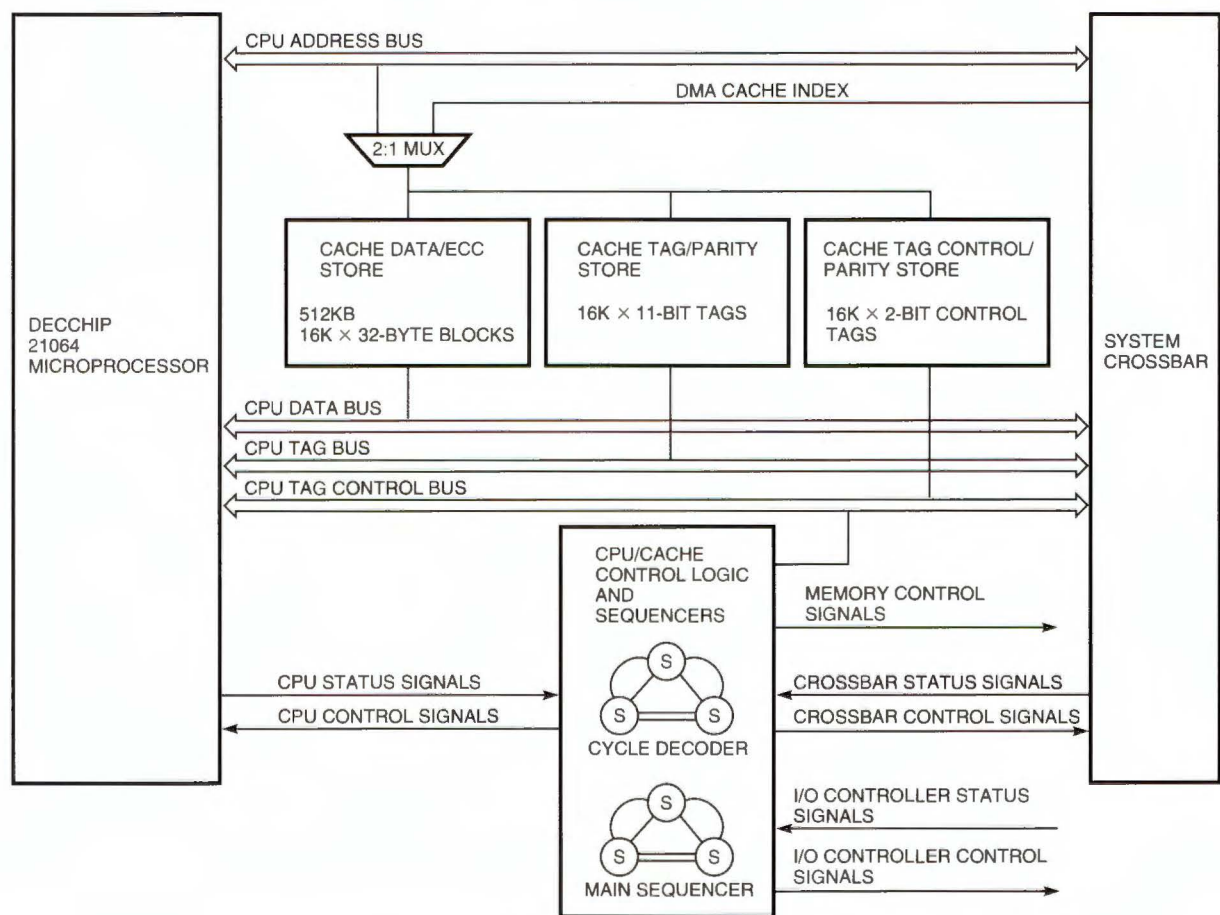 CPU ADDRESS BUS
DMA CACHE INDEX
2:1 MUX
CACHE DATA/ECC
STORE
512KB
16K × 32-BYTE BLOCKS
CACHE TAG/PARITY
STORE
16K × 11-BIT TAGS
CACHE TAG CONTROL/
PARITY STORE
16K × 2-BIT CONTROL
TAGS
DECCHIP
21064
MICROPROCESSOR
SYSTEM
CROSSBAR
CPU DATA BUS
CPU TAG BUS
CPU TAG CONTROL BUS
CPU/CACHE
CONTROL LOGIC
AND
SEQUENCERS
S
S
S
CYCLE DECODER
S
S
S
MAIN SEQUENCER
CPU STATUS SIGNALS
CPU CONTROL SIGNALS
MEMORY CONTROL
SIGNALS
CROSSBAR STATUS SIGNALS
CROSSBAR CONTROL SIGNALS
I/O CONTROLLER STATUS
SIGNALS
I/O CONTROLLER CONTROL
SIGNALS